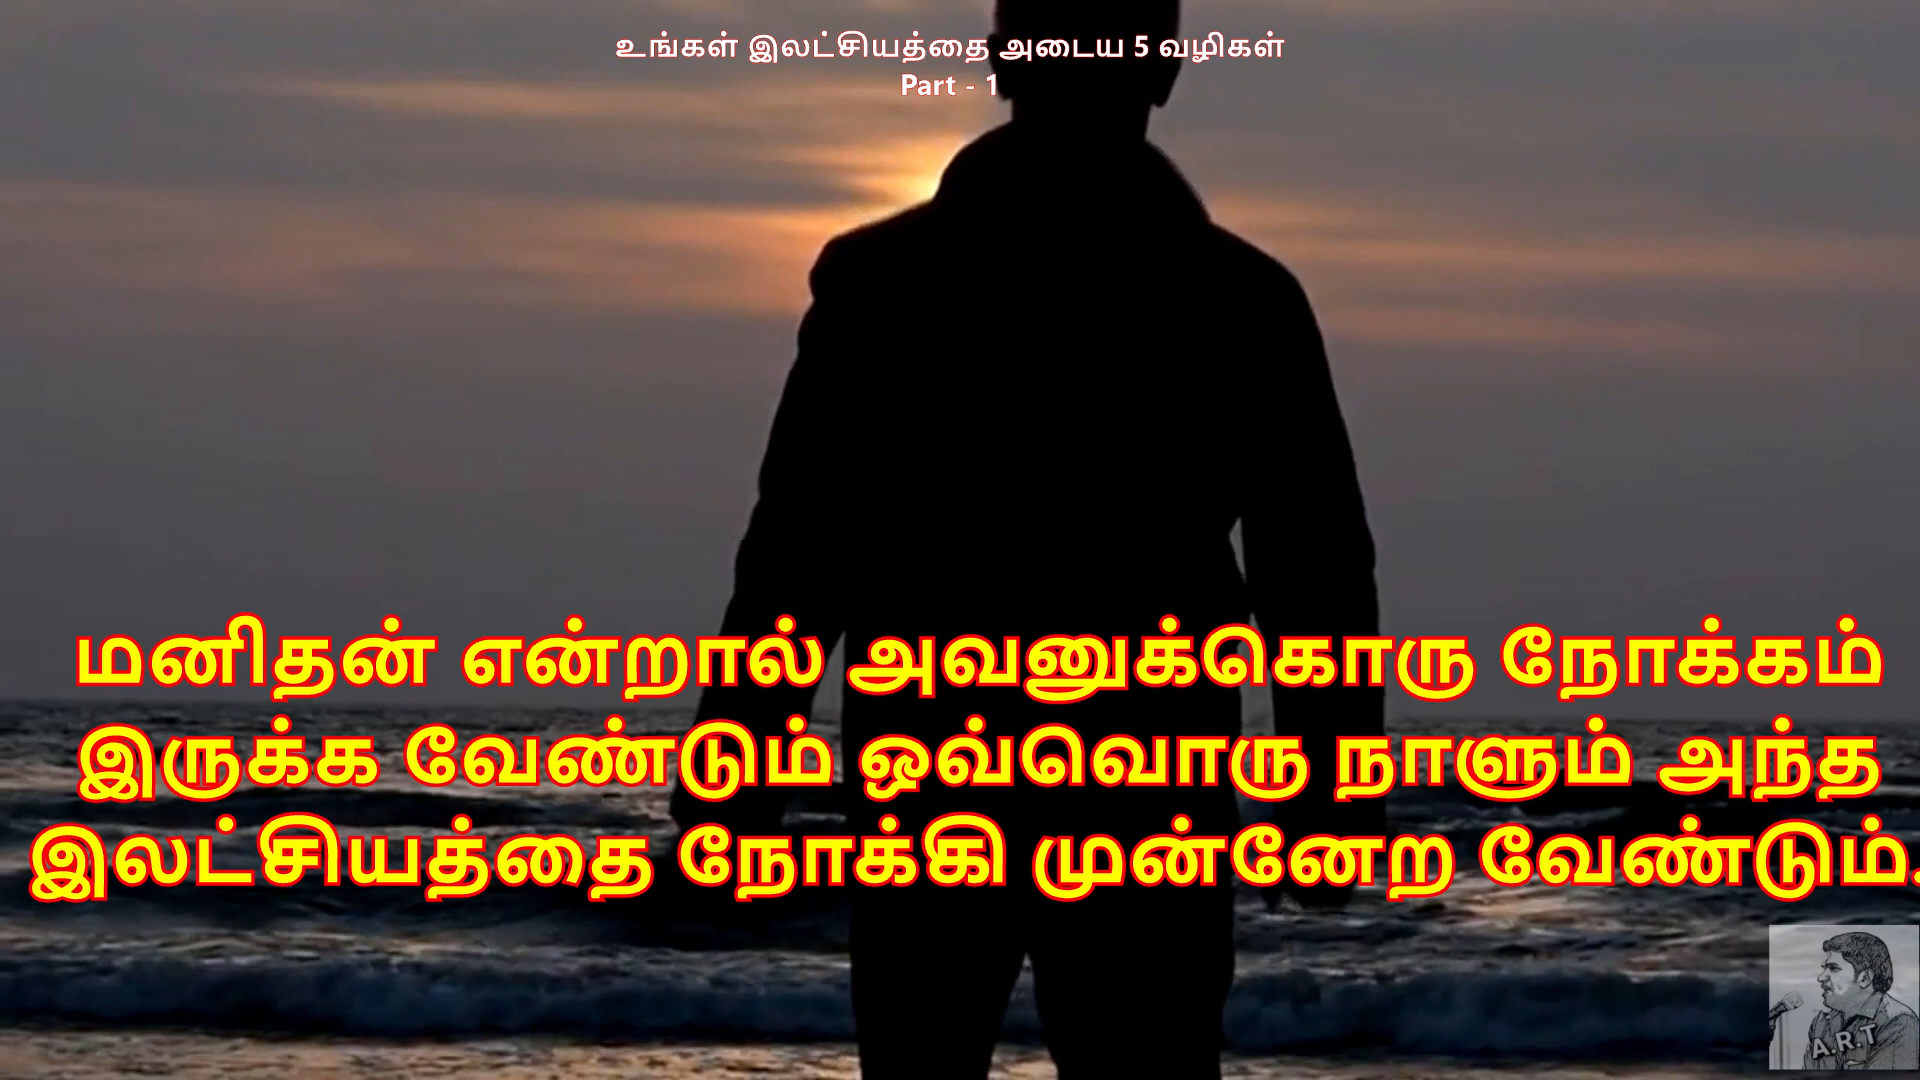 உங்கள் இலட்சியத்தை அடைய 5 வழிகள்
Part - 1
மனிதன் என்றால் அவனுக்கொரு நோக்கம்
இருக்க வேண்டும் ஒவ்வொரு நாளும் அந்த
இலட்சியத்தை நோக்கி முன்னேற வேண்டும்.
A.R.T